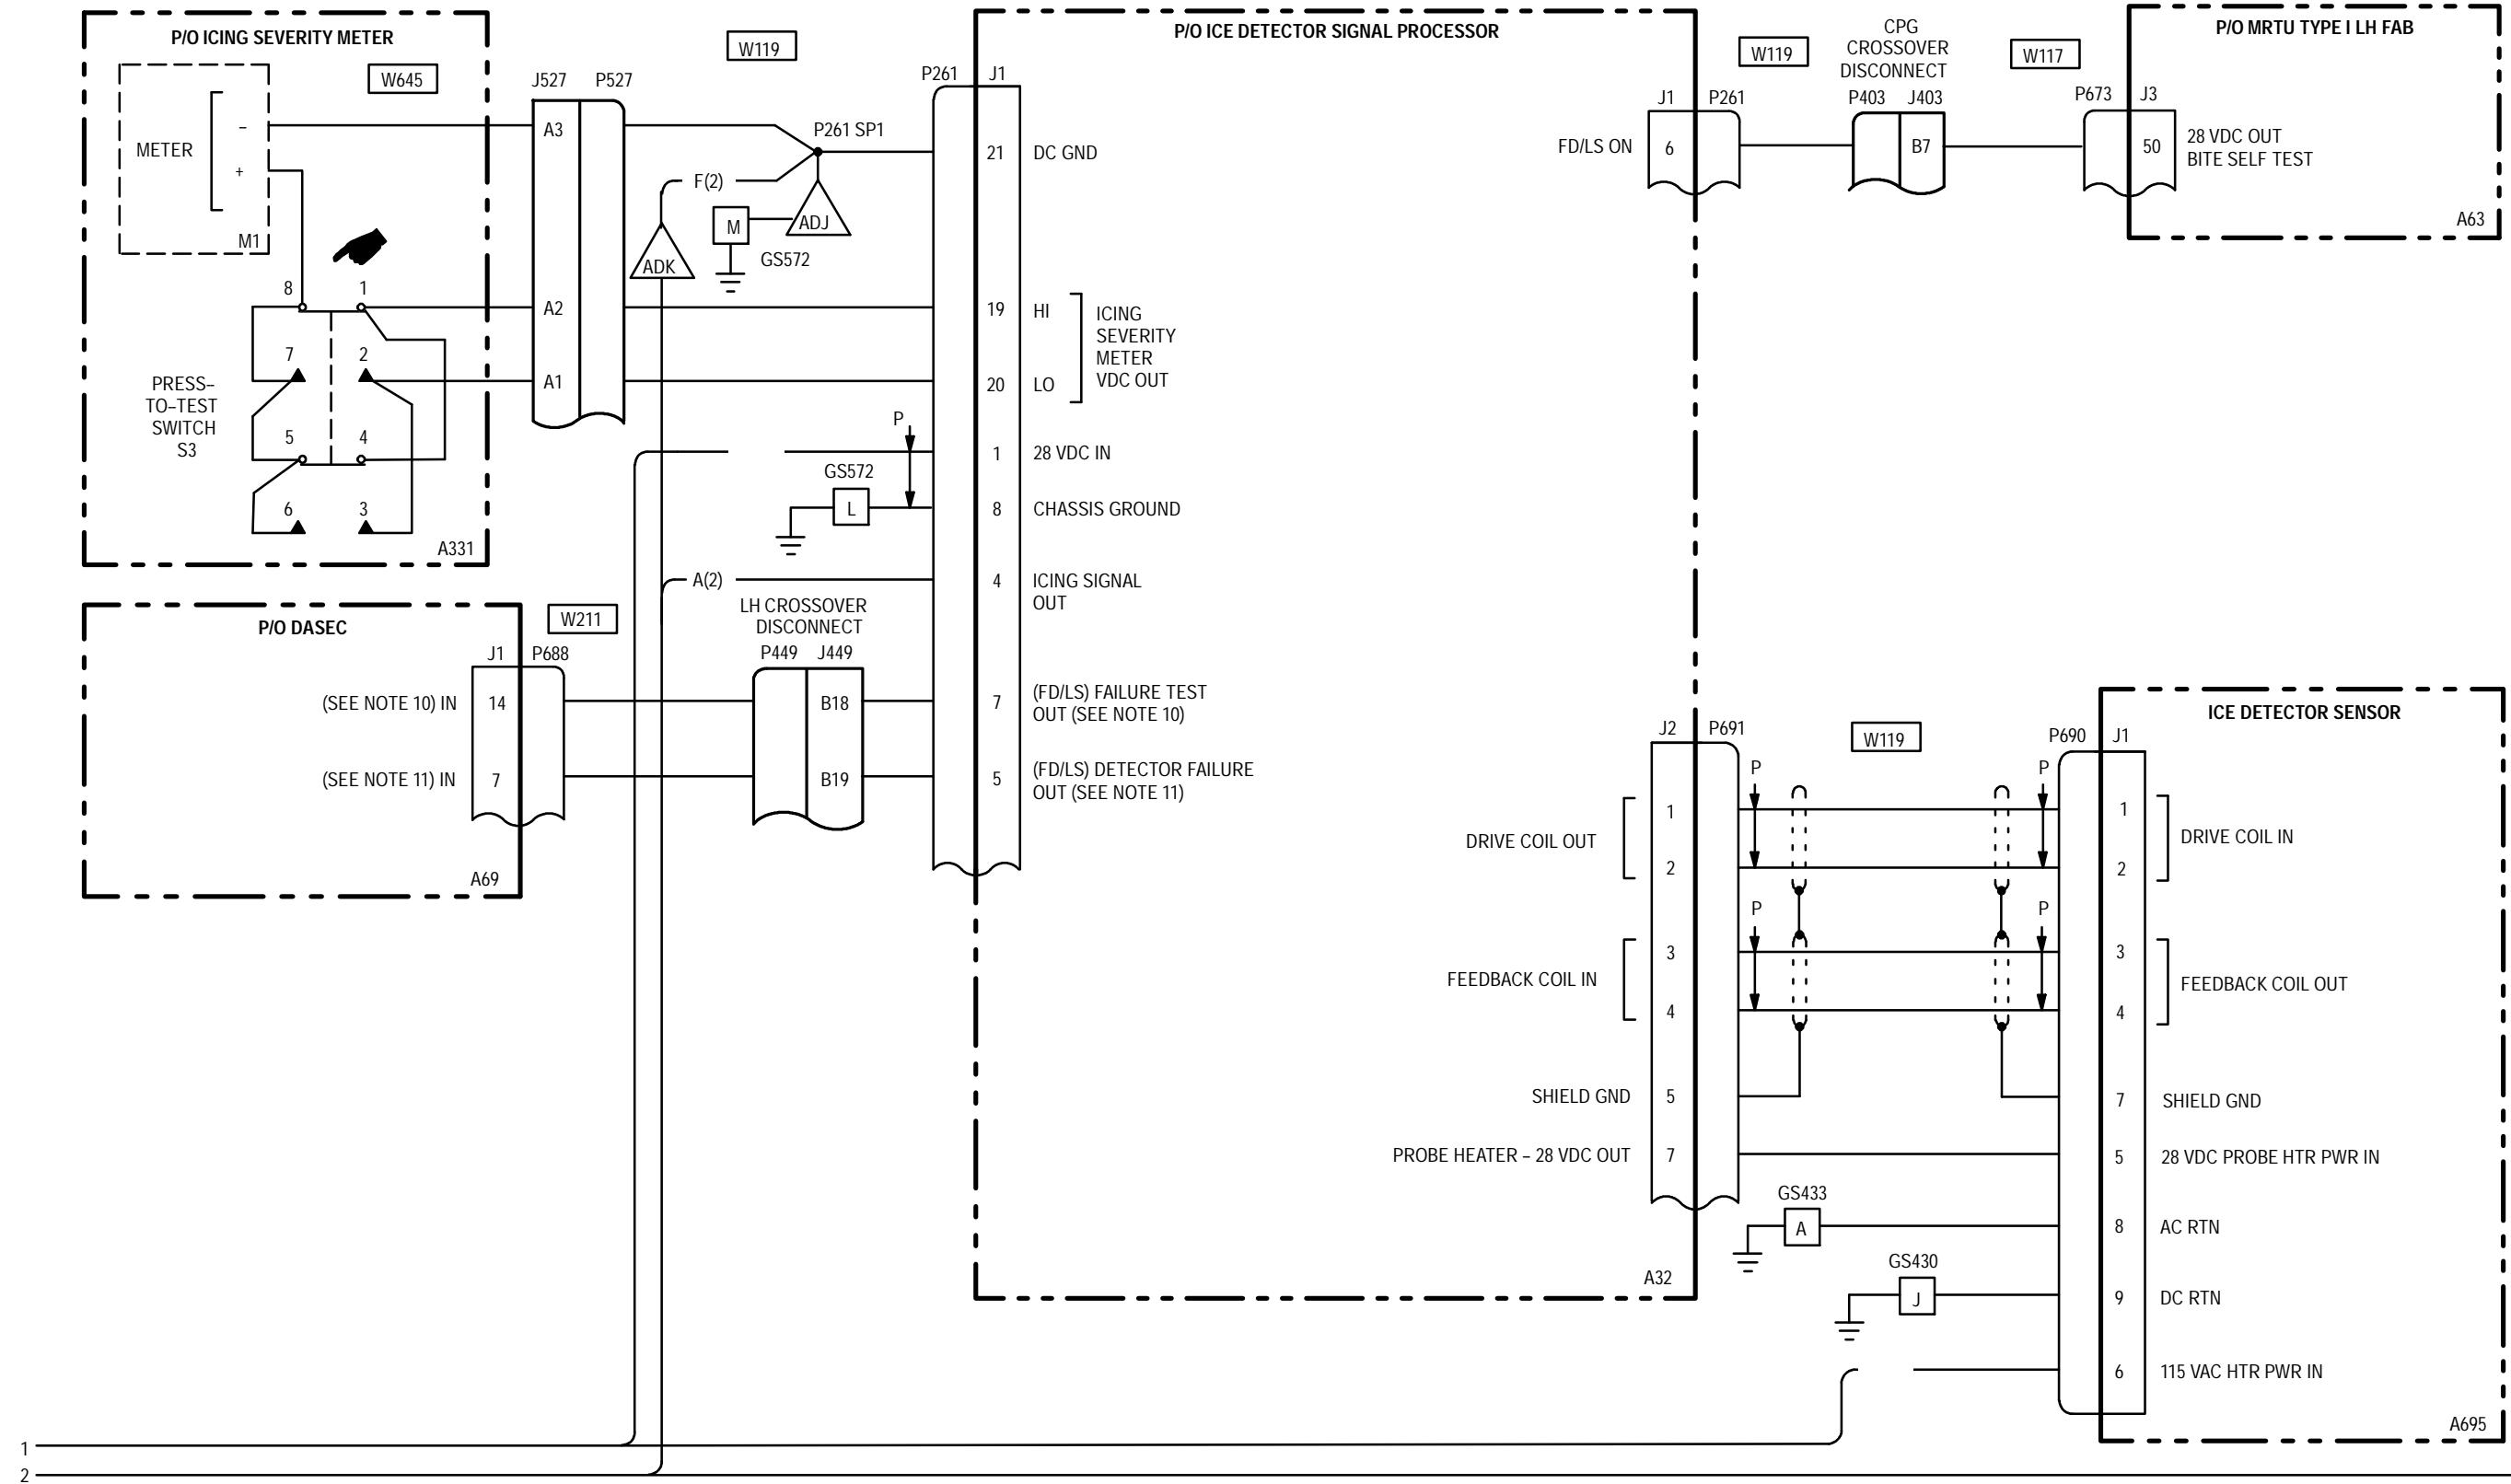 P/O ICING SEVERITY METER
W645
METER
–
+
M1
8
1
7
2
PRESS–
TO–TEST
SWITCH
S3
5
4
6
3
A331
J527
P527
A3
A2
A1
W119
P261 SP1
F(2)
M
ADJ
GS572
ADK
P
GS572
L
A(2)
P/O DASEC
(SEE NOTE 10) IN
(SEE NOTE 11) IN
J1
P688
14
7
A69
W211
LH CROSSOVER
DISCONNECT
P449
J449
B18
B19
P/O ICE DETECTOR SIGNAL PROCESSOR
P261
J1
21
DC GND
19
HI
20
LO
ICING
SEVERITY
METER
VDC OUT
1
28 VDC IN
8
CHASSIS GROUND
4
ICING SIGNAL
OUT
7
(FD/LS) FAILURE TEST
OUT (SEE NOTE 10)
5
(FD/LS) DETECTOR FAILURE
OUT (SEE NOTE 11)
J1
P261
FD/LS ON
6
W119
CPG
CROSSOVER
DISCONNECT
P403
J403
B7
W117
P/O MRTU TYPE I LH FAB
P673
J3
50
28 VDC OUT
BITE SELF TEST
A63
J2
P691
DRIVE COIL OUT
1
2
FEEDBACK COIL IN
3
4
SHIELD GND
5
PROBE HEATER – 28 VDC OUT
7
A32
W119
P
P
P
P
GS433
A
GS430
J
ICE DETECTOR SENSOR
P690
J1
1
2
DRIVE COIL IN
3
4
FEEDBACK COIL OUT
7
SHIELD GND
5
28 VDC PROBE HTR PWR IN
8
AC RTN
9
DC RTN
6
115 VAC HTR PWR IN
A695
1
2